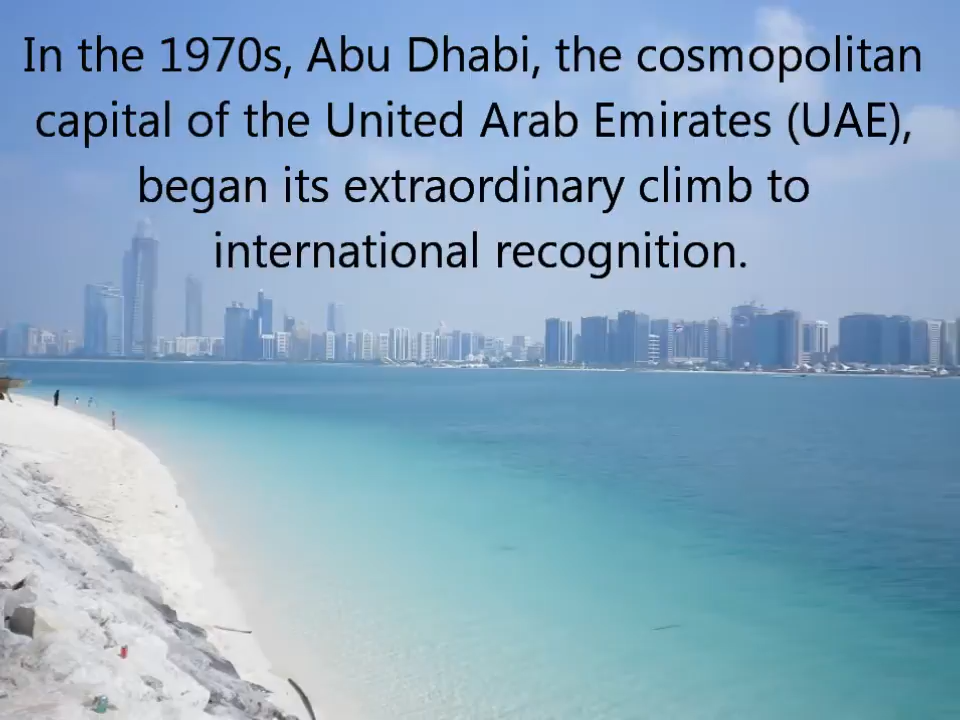 In the 1970s, Abu Dhabi, the cosmopolitan
capital of the United Arab Emirates (UAE),
began its extraordinary climb to
international recognition.